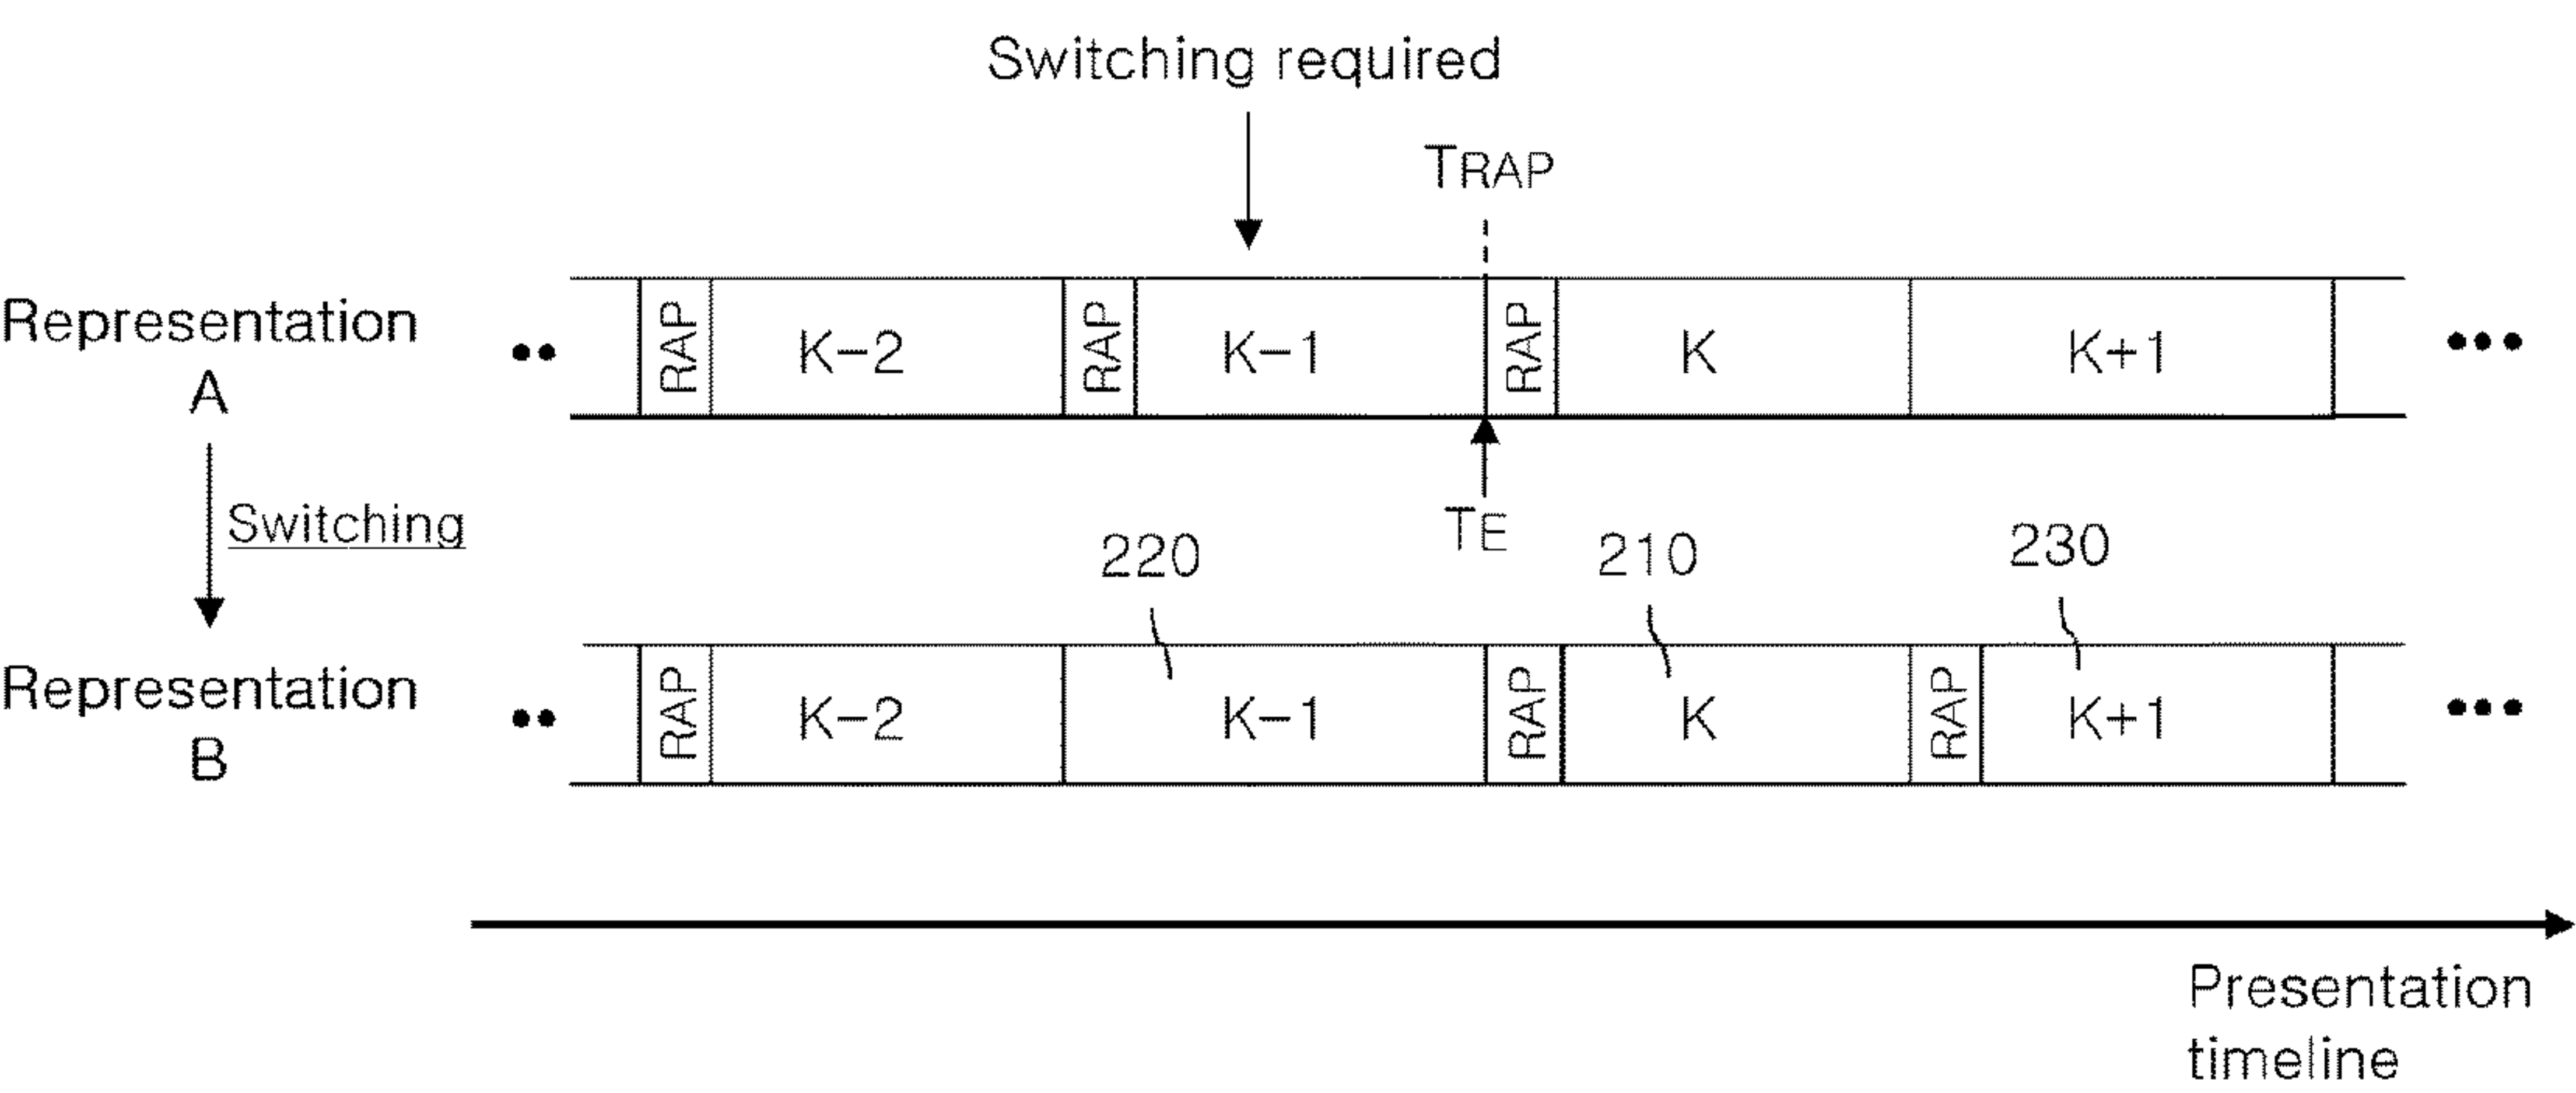 Switching required
TRAP
Representation
A
•• RAP K-2 RAP K-1 RAP K K+1 •••
Switching
TE
220 210 230
Representation
B
•• RAP K-2 K-1 RAP K RAP K+1 •••
Presentation
timeline